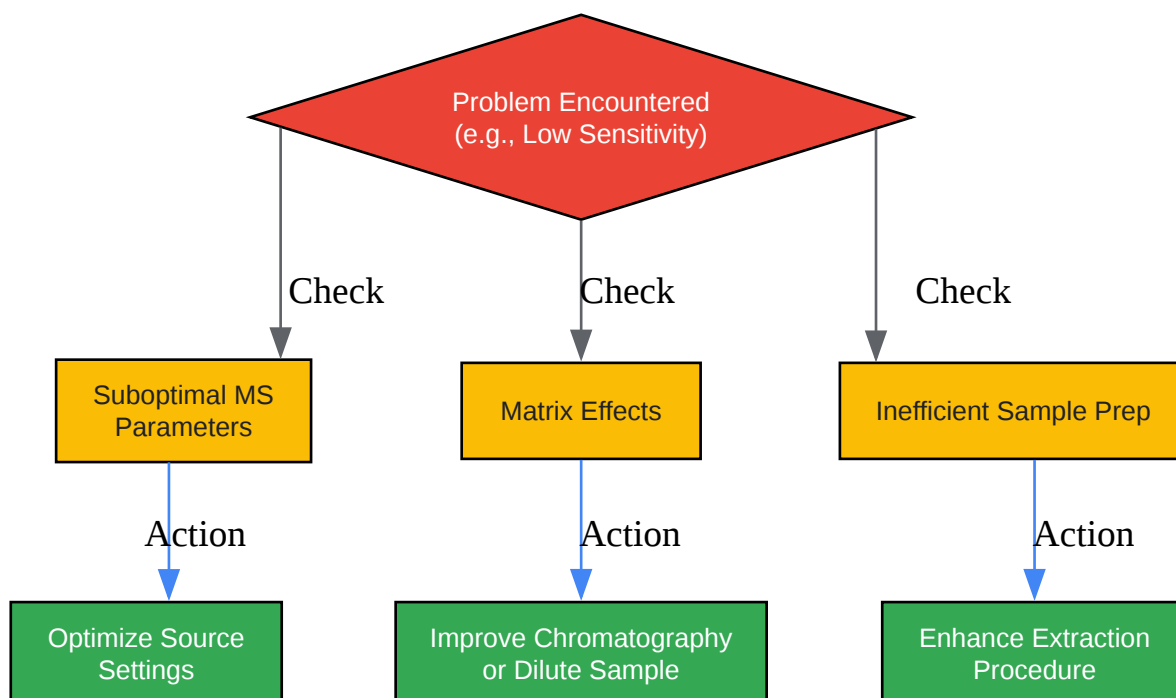 Problem Encountered
(e.g., Low Sensitivity)
Check
Check
Check
Suboptimal MS
Parameters
Matrix Effects
Inefficient Sample Prep
Action
Action
Action
Optimize Source
Settings
Improve Chromatography
or Dilute Sample
Enhance Extraction
Procedure